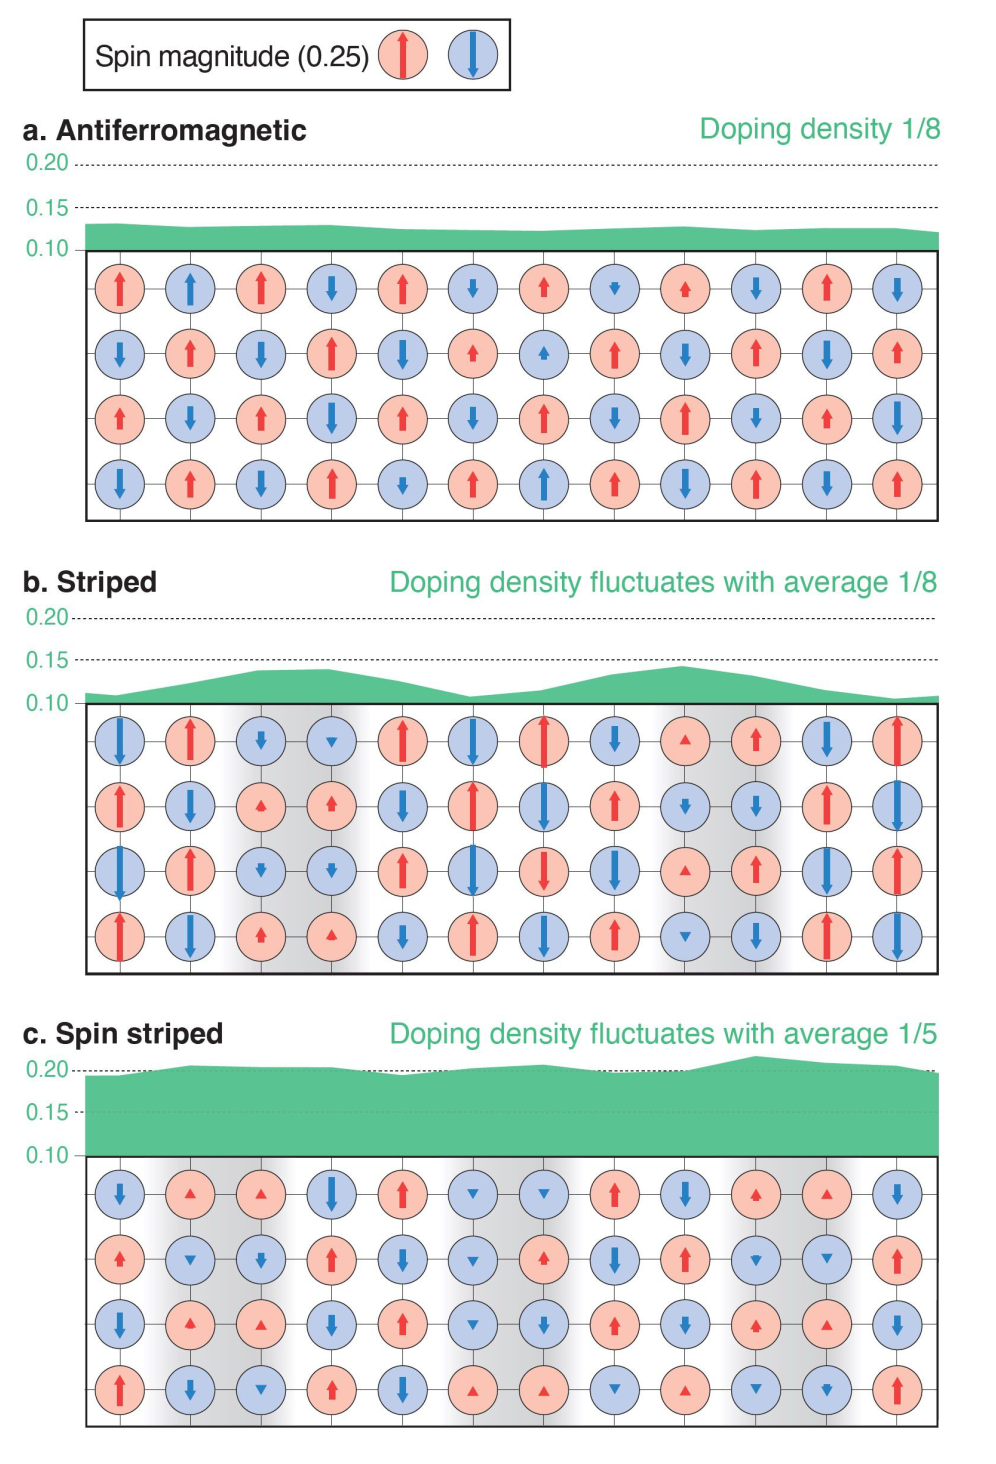 Spin magnitude (0.25)
a. Antiferromagnetic Doping density 1/8
0.20
0.15
0.10
b. Striped Doping density fluctuates with average 1/8
0.20
0.15
0.10
c. Spin striped Doping density fluctuates with average 1/5
0.20
0.15
0.10